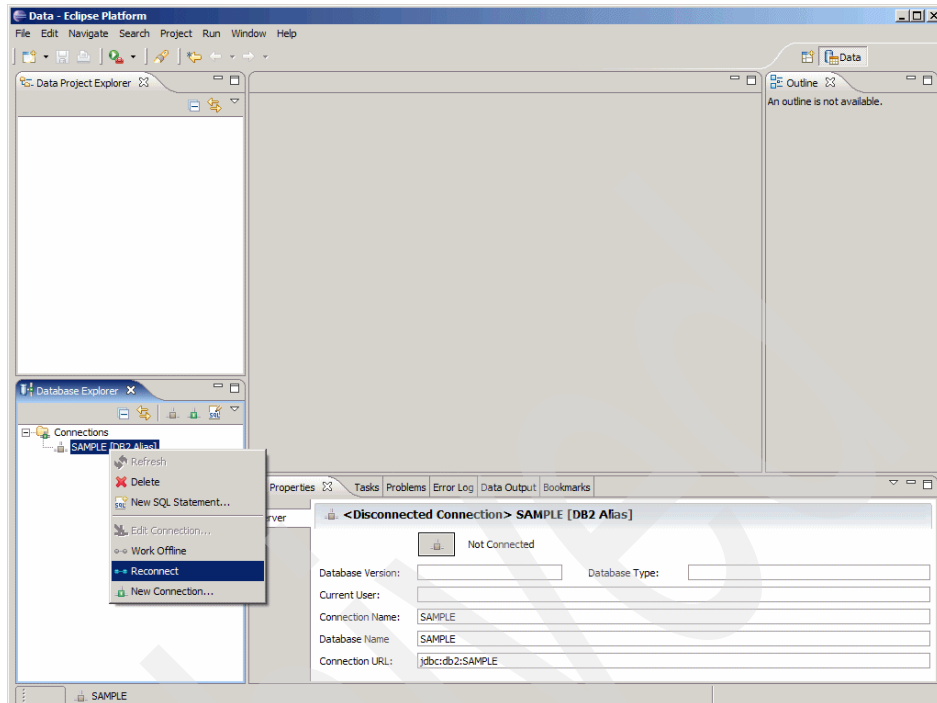 Data - Eclipse Platform
File Edit Navigate Search Project Run Window Help
Data
Data Project Explorer
Outline
An outline is not available.
Database Explorer
Connections
SAMPLE [DB2 Alias]
Refresh
Delete
New SQL Statement...
Edit Connection...
Work Offline
Reconnect
New Connection...
Properties Tasks Problems Error Log Data Output Bookmarks
rver
<Disconnected Connection> SAMPLE [DB2 Alias]
Not Connected
Database Version:
Database Type:
Current User:
Connection Name: SAMPLE
Database Name SAMPLE
Connection URL: jdbc:db2:SAMPLE
SAMPLE